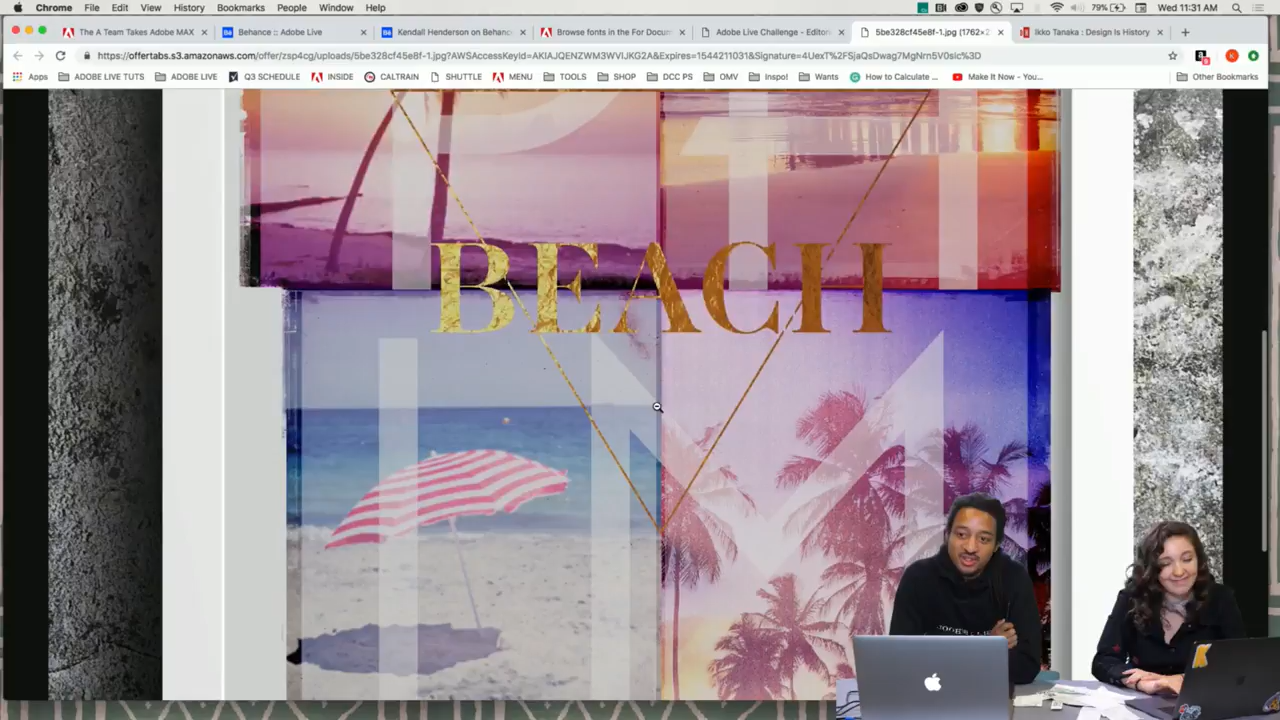 Chrome File Edit View History Bookmarks People Window Help 79% Wed 11:31 AM
The A Team Takes Adobe MAX Behance :: Adobe Live Kendall Henderson on Behance Browse fonts in the For Docum Adobe Live Challenge - Editori 5be328cf45e8f-1.jpg (1762×2 Ikko Tanaka : Design Is History
https://offertabs.s3.amazonaws.com/offer/zsp4cg/uploads/5be328cf45e8f-1.jpg?AWSAccessKeyId=AKIAJQENZWM3WVIJKG2A&Expires=1544211031&Signature=4UexT%2FSjaQsDwag7MgNrn5V0sic%3D
Apps ADOBE LIVE TUTS ADOBE LIVE Q3 SCHEDULE INSIDE CALTRAIN SHUTTLE MENU TOOLS SHOP DCC PS OMV Inspo! Wants How to Calculate ... Make It Now - You... Other Bookmarks
BEACH